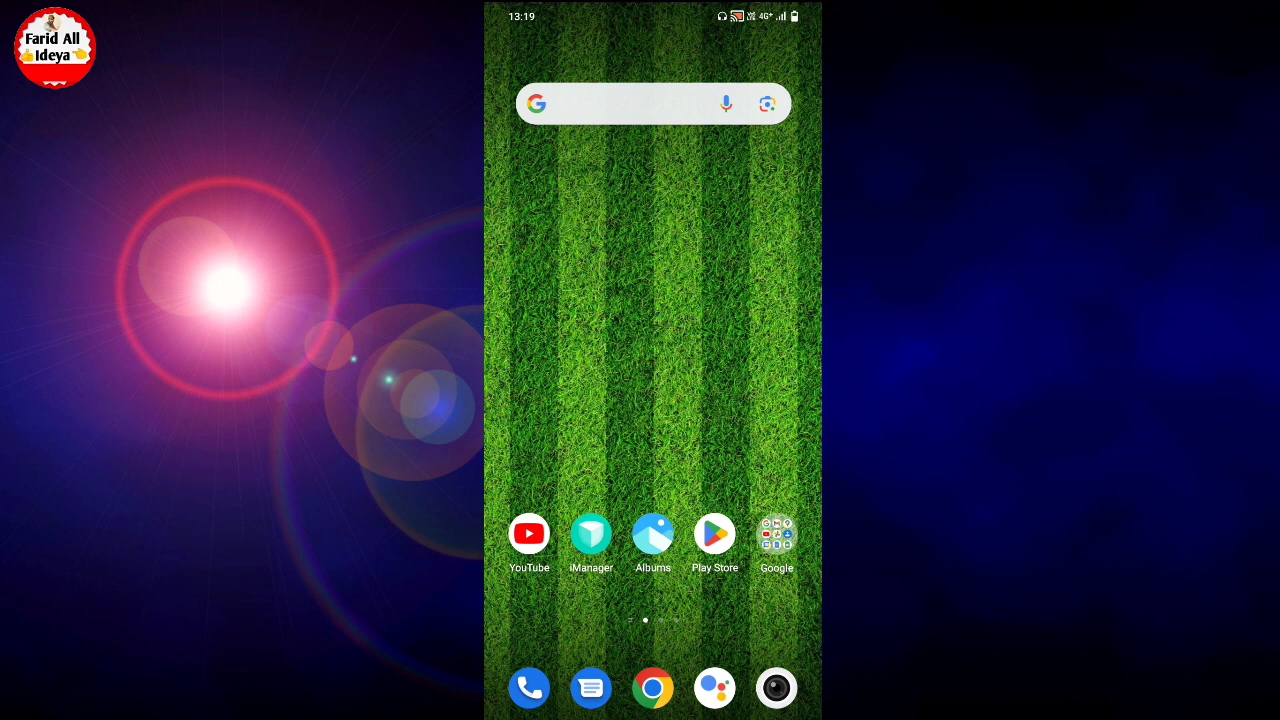 Farid All
Ideya
13:19
4G+
YouTube
iManager
Albums
Play Store
Google